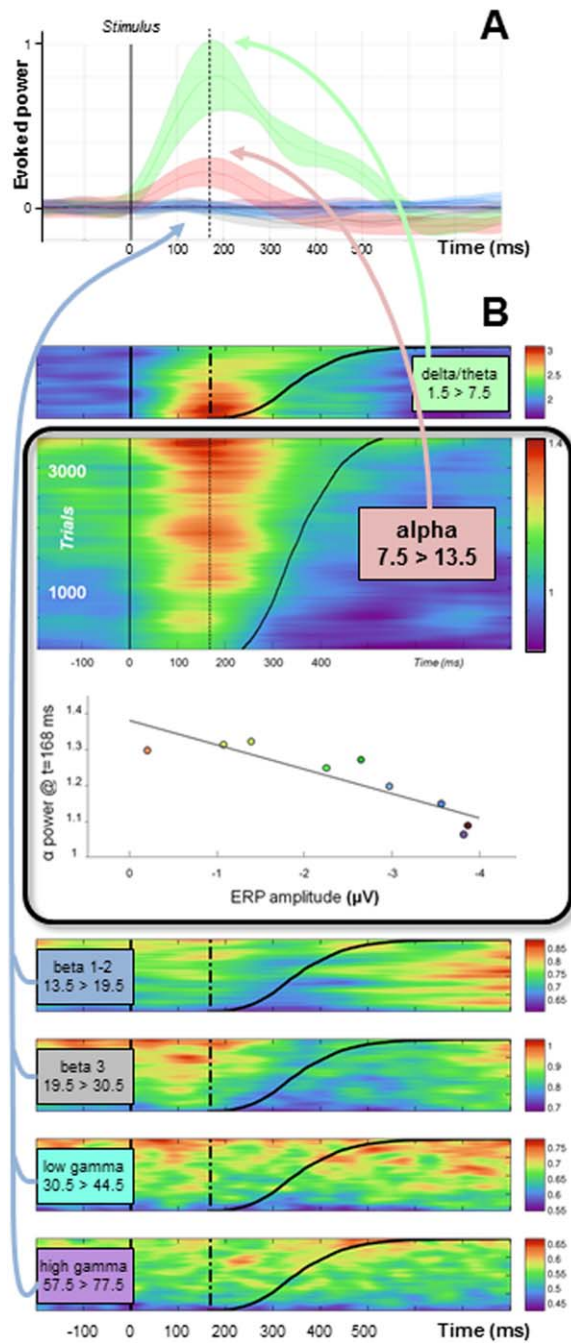 A
Stimulus
1
Evoked power
0
0 100 200 300 400 500 Time (ms)
B
3
2.5
2
delta/theta
1.5 > 7.5
1.4
3000
Trials
alpha
7.5 > 13.5
1000
1
-100 0 100 200 300 400 Time (ms)
1.4
1.3
1.2
1.1
1
α power @ t=168 ms
0 -1 -2 -3 -4
ERP amplitude (µV)
beta 1-2
13.5 > 19.5
0.85
0.8
0.75
0.7
0.65
beta 3
19.5 > 30.5
1
0.9
0.8
0.7
low gamma
30.5 > 44.5
0.75
0.7
0.65
0.6
0.55
high gamma
57.5 > 77.5
0.65
0.6
0.55
0.5
0.45
-100 0 100 200 300 400 500 Time (ms)